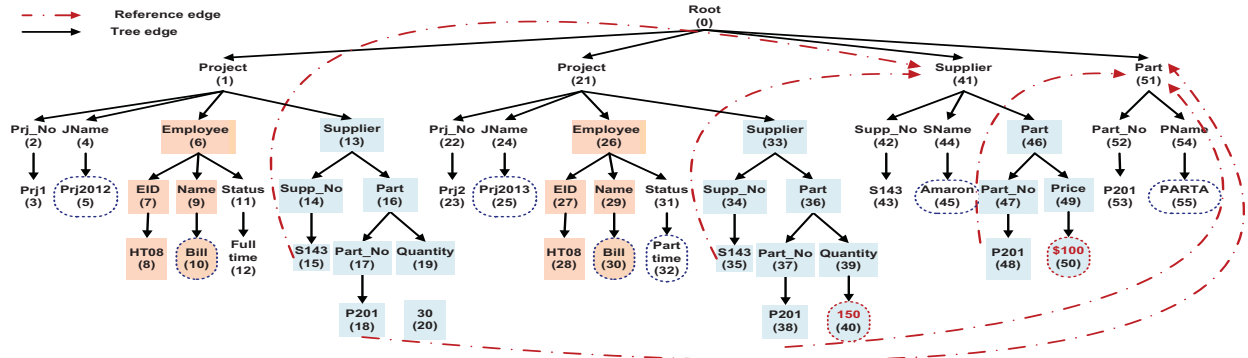 Root
(0)
Reference edge
Tree edge
Project
(1)
Project
(21)
Supplier
(41)
Part
(51)
Prj_No
(2)
JName
(4)
Employee
(6)
Supplier
(13)
Prj_No
(22)
JName
(24)
Employee
(26)
Supplier
(33)
Supp_No
(42)
SName
(44)
Part
(46)
Part_No
(52)
PName
(54)
Prj1
(3)
Prj2012
(5)
EID
(7)
Name
(9)
Status
(11)
Supp_No
(14)
Part
(16)
Prj2
(23)
Prj2013
(25)
EID
(27)
Name
(29)
Status
(31)
Supp_No
(34)
Part
(36)
S143
(43)
Amaron
(45)
Part_No
(47)
Price
(49)
P201
(53)
PARTA
(55)
HT08
(8)
Bill
(10)
Full
time
(12)
S143
(15)
Part_No
(17)
Quantity
(19)
HT08
(28)
Bill
(30)
Part
time
(32)
S143
(35)
Part_No
(37)
Quantity
(39)
P201
(48)
$100
(50)
P201
(18)
30
(20)
P201
(38)
150
(40)